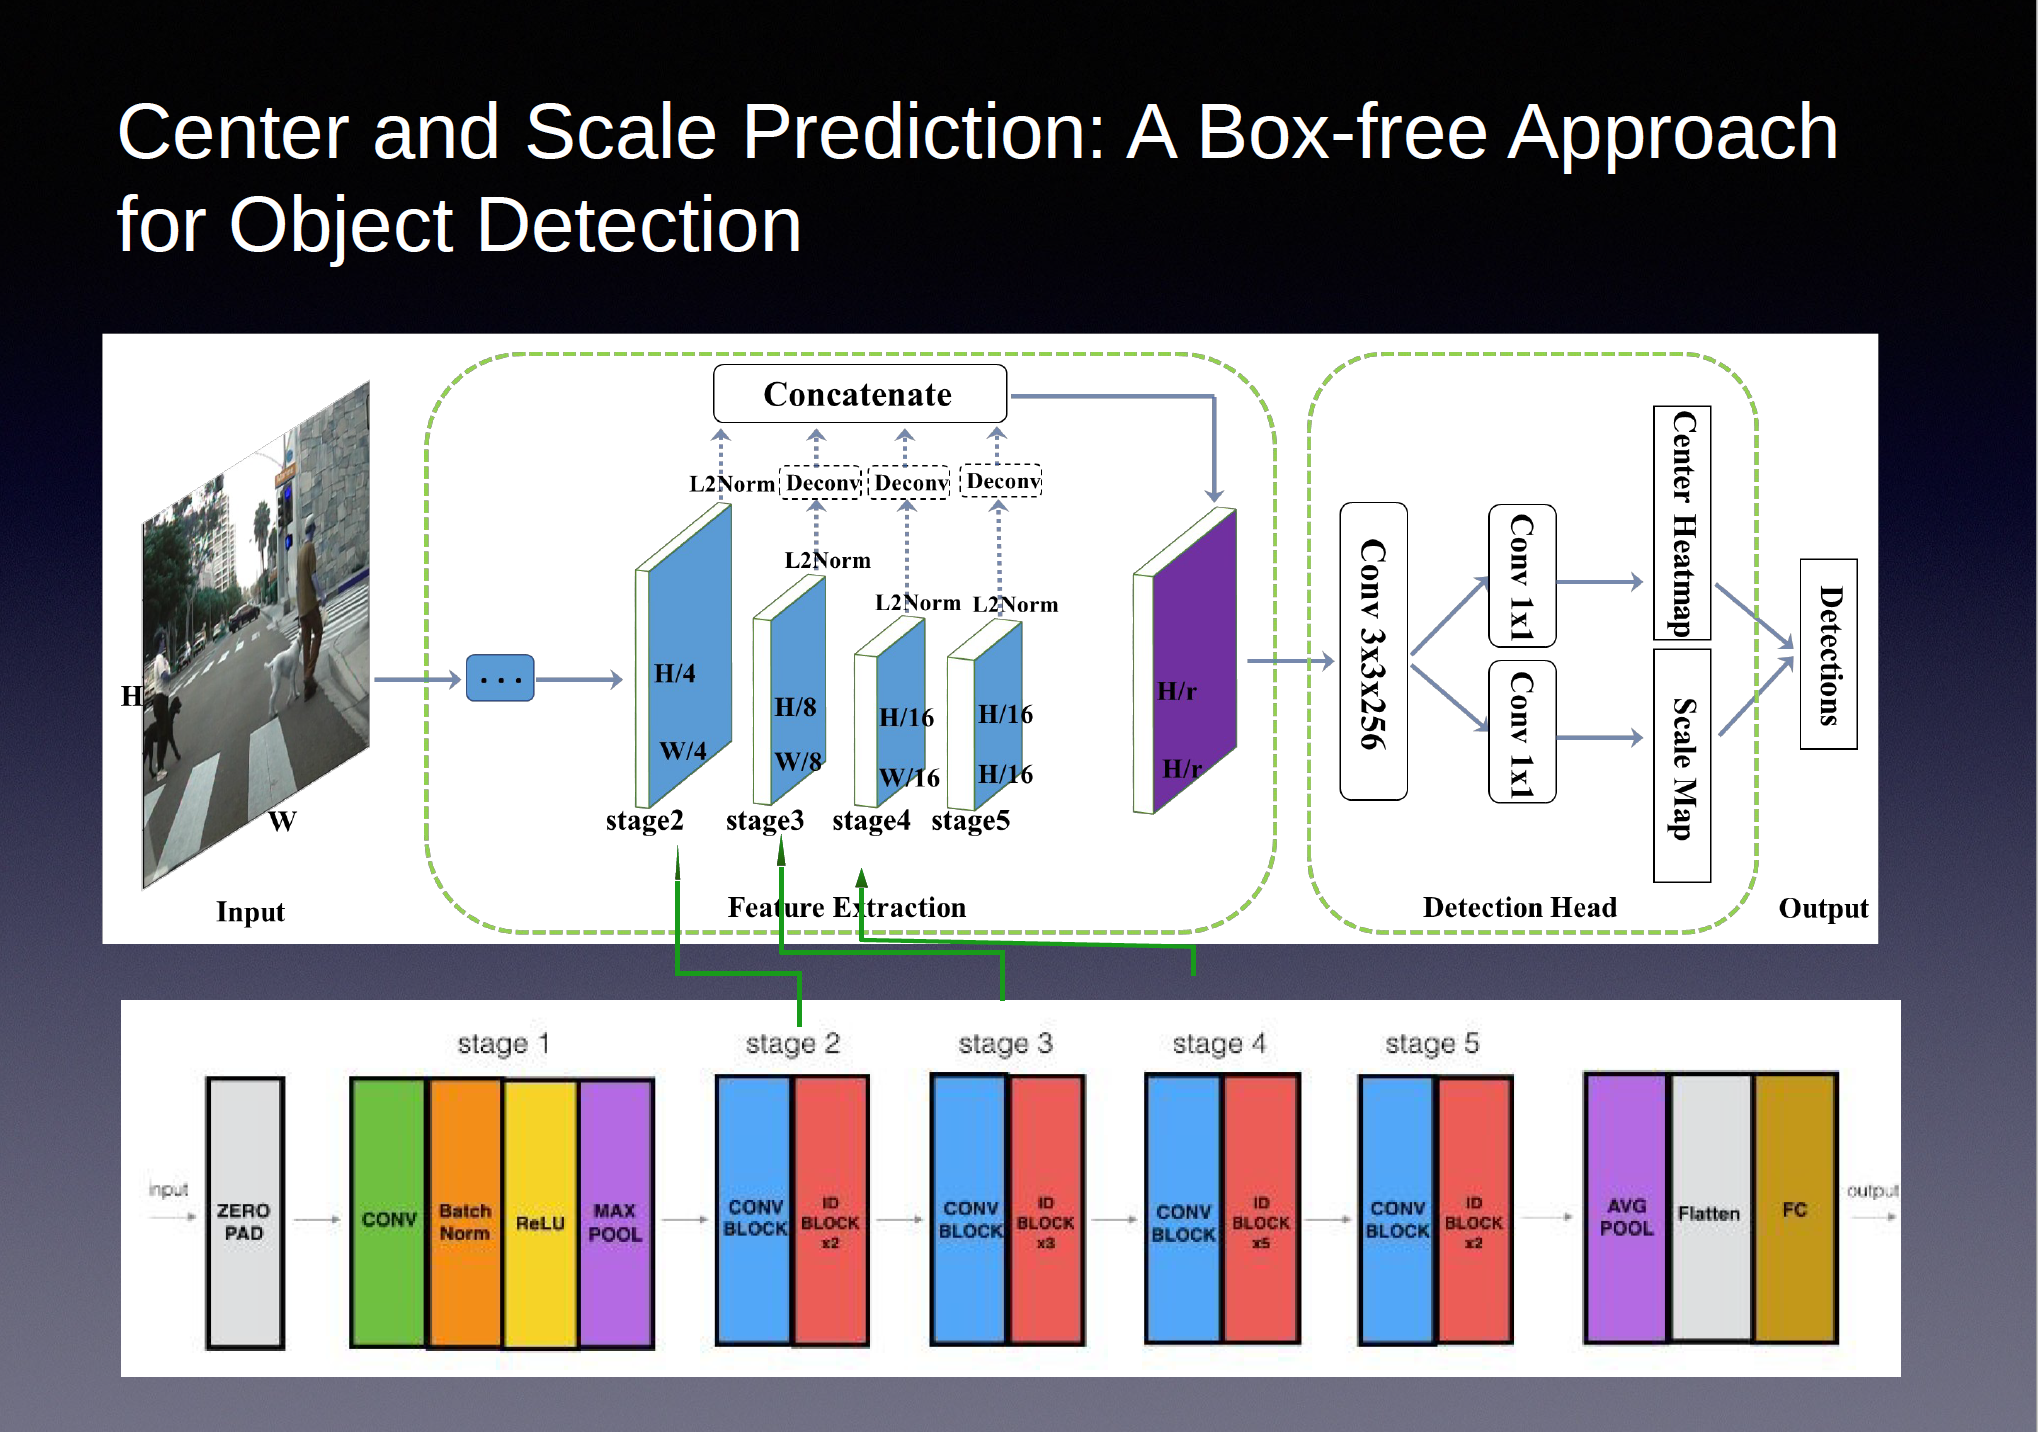 Center and Scale Prediction: A Box-free Approach
for Object Detection
Concatenate
L2Norm
Deconv
Deconv
Deconv
L2Norm
L2Norm
L2Norm
H
W
...
H/4
W/4
H/8
W/8
H/16
W/16
H/16
H/16
H/r
H/r
stage2
stage3
stage4
stage5
Conv 3x3x256
Conv 1x1
Conv 1x1
Center Heatmap
Scale Map
Detections
Input
Feature Extraction
Detection Head
Output
stage 1
stage 2
stage 3
stage 4
stage 5
input
ZERO
PAD
CONV
Batch
Norm
ReLU
MAX
POOL
CONV
BLOCK
ID
BLOCK
x2
CONV
BLOCK
ID
BLOCK
x3
CONV
BLOCK
ID
BLOCK
x5
CONV
BLOCK
ID
BLOCK
x2
AVG
POOL
Flatten
FC
output